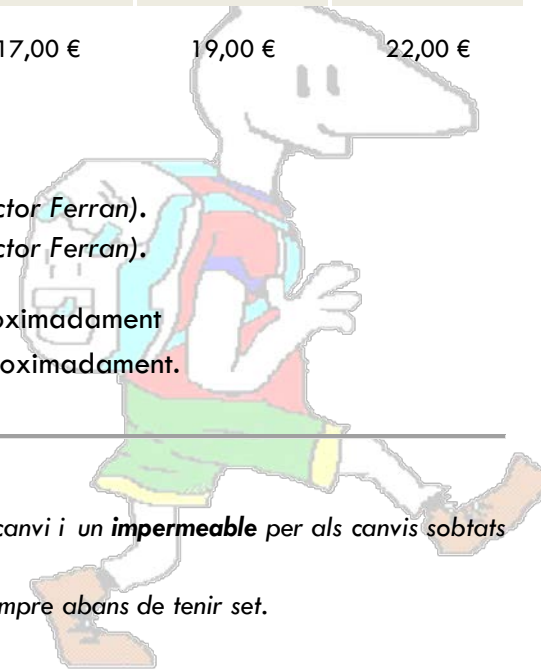 17,00 € 19,00 € 22,00 €
ctor Ferran).
ctor Ferran).
oximadament
oximadament.
canvi i un impermeable per als canvis sobtats
mpre abans de tenir set.